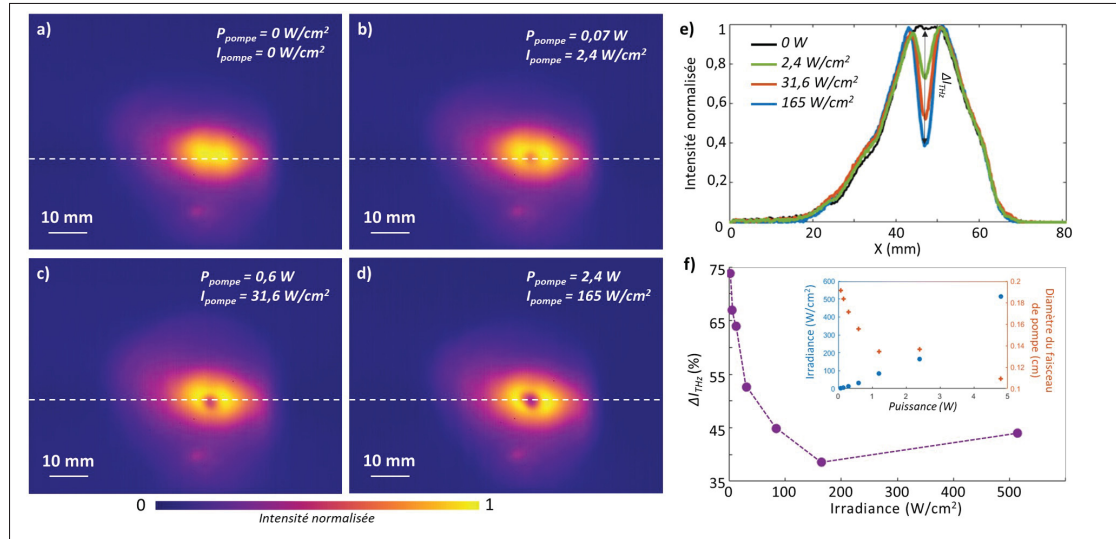 a)
P_pompe = 0 W/cm²
I_pompe = 0 W/cm²
10 mm
b)
P_pompe = 0,07 W
I_pompe = 2,4 W/cm²
10 mm
c)
P_pompe = 0,6 W
I_pompe = 31,6 W/cm²
10 mm
d)
P_pompe = 2,4 W
I_pompe = 165 W/cm²
10 mm
0
1
Intensité normalisée
e)
Intensité normalisée
1
0,8
0,6
0,4
0,2
0
0 W
2,4 W/cm²
31,6 W/cm²
165 W/cm²
ΔI_THz
0 20 40 60 80
X (mm)
f)
ΔI_THz (%)
75
65
55
45
35
0 100 200 300 400 500
Irradiance (W/cm²)
Irradiance (W/cm²)
600
500
400
300
200
100
0
0 1 2 3 4 5
Puissance (W)
0.2
0.18
0.16
0.14
0.12
0.1
Diamètre du faisceau
de pompe (cm)